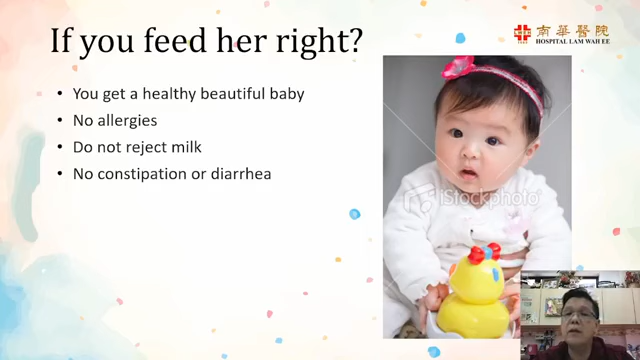 If you feed her right?
南華醫院
HOSPITAL LAM WAH EE
• You get a healthy beautiful baby
• No allergies
• Do not reject milk
• No constipation or diarrhea
iStockphoto